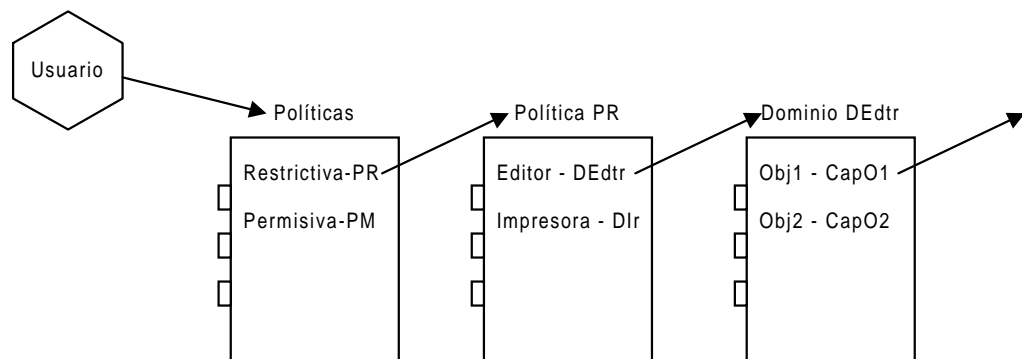 Usuario
Políticas
Restrictiva-PR
Permisiva-PM
Política PR
Editor - DEdtr
Impresora - DIr
Dominio DEdtr
Obj1 - CapO1
Obj2 - CapO2